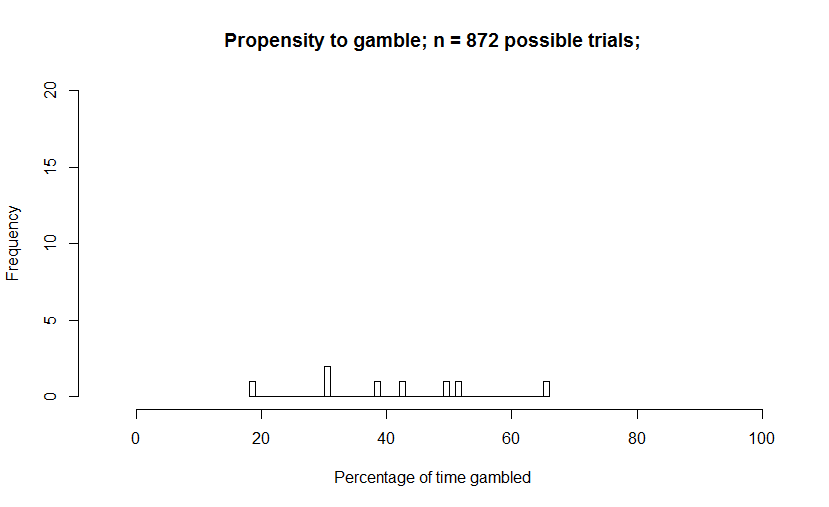 Propensity to gamble; n = 872 possible trials;
20
15
10
5
0
Frequency
0 20 40 60 80 100
Percentage of time gambled